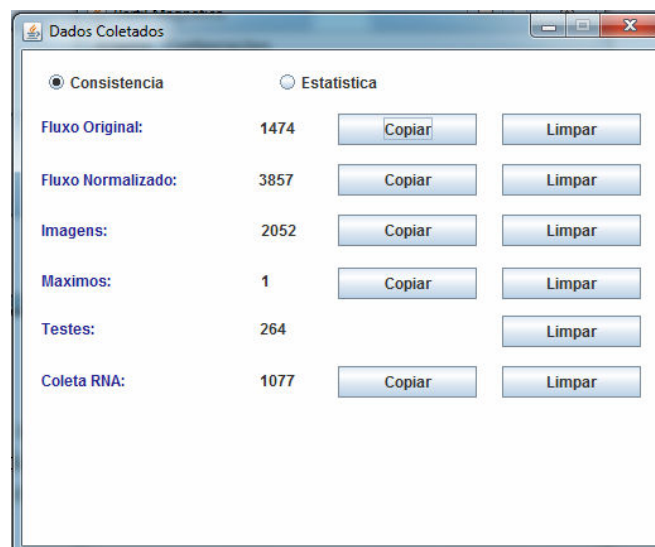 Dados Coletados
Consistencia Estatistica
Fluxo Original: 1474 Copiar Limpar
Fluxo Normalizado: 3857 Copiar Limpar
Imagens: 2052 Copiar Limpar
Maximos: 1 Copiar Limpar
Testes: 264 Limpar
Coleta RNA: 1077 Copiar Limpar